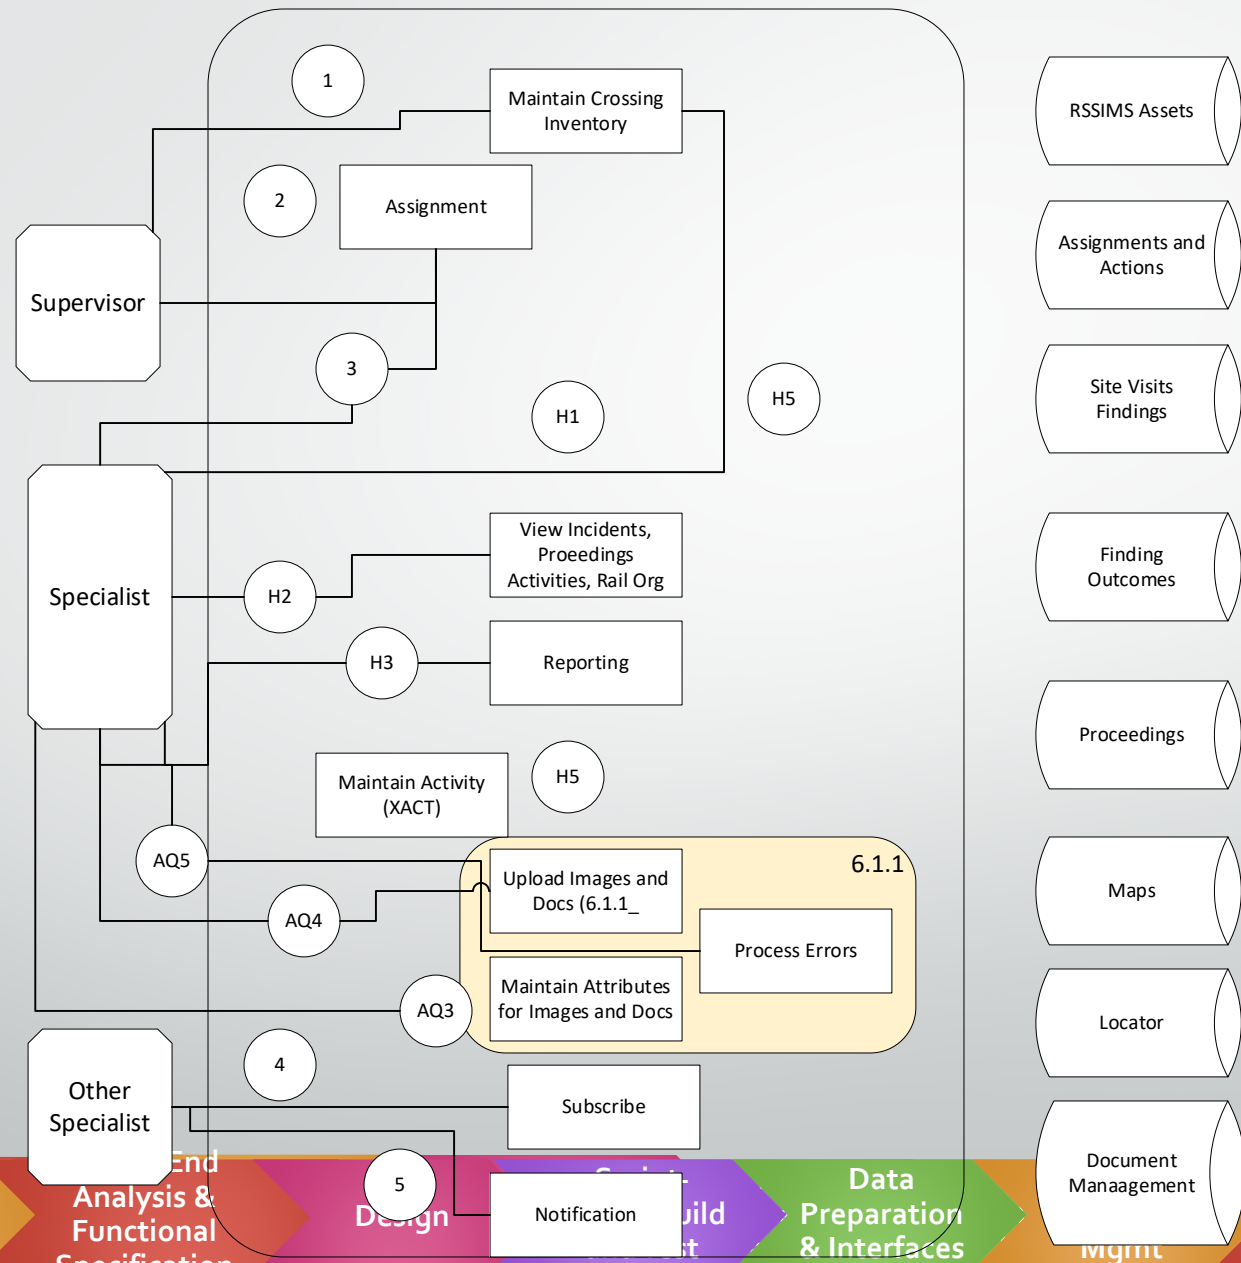 1
Maintain Crossing
Inventory
RSSIMS Assets
2
Assignment
Assignments and
Actions
Supervisor
3
H1
H5
Site Visits
Findings
Specialist
H2
View Incidents,
Proeedings
Activities, Rail Org
Finding
Outcomes
H3
Reporting
Proceedings
Maintain Activity
(XACT)
H5
AQ5
6.1.1
Upload Images and
Docs (6.1.1_
Maps
AQ4
Process Errors
Maintain Attributes
for Images and Docs
AQ3
Locator
4
Other
Specialist
Subscribe
5
Notification
Document
Manaagement
End
Analysis &
Functional
Specification
Design
Data
Preparation
& Interfaces
Mgmt